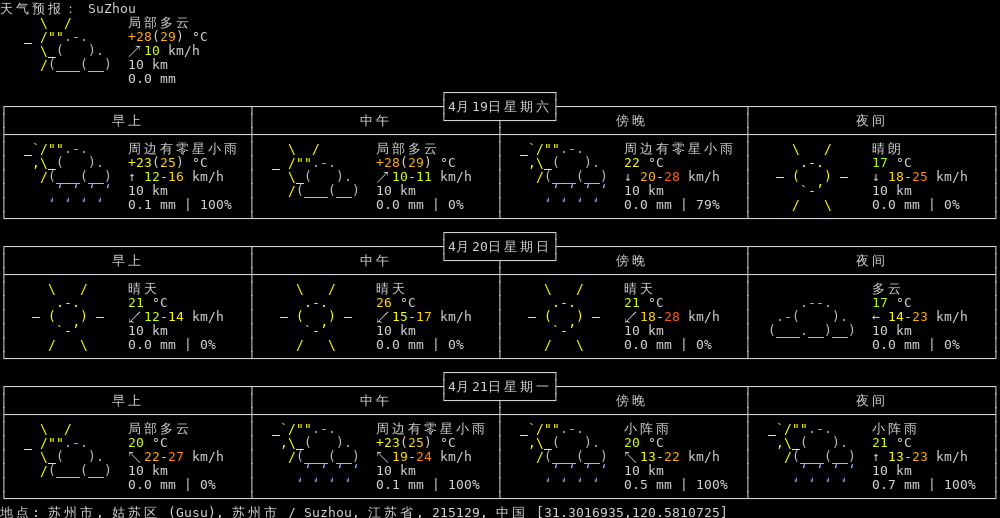 天气预报： SuZhou
局部多云
+28(29) °C
↗10 km/h
10 km
0.0 mm
4月19日星期六
早上 中午 傍晚 夜间
周边有零星小雨 局部多云 周边有零星小雨 晴朗
+23(25) °C +28(29) °C 22 °C 17 °C
↑ 12-16 km/h ↗10-11 km/h ↓ 20-28 km/h ↓ 18-25 km/h
10 km 10 km 10 km 10 km
0.1 mm | 100% 0.0 mm | 0% 0.0 mm | 79% 0.0 mm | 0%
4月20日星期日
早上 中午 傍晚 夜间
晴天 晴天 晴天 多云
21 °C 26 °C 21 °C 17 °C
↙12-14 km/h ↙15-17 km/h ↙18-28 km/h ← 14-23 km/h
10 km 10 km 10 km 10 km
0.0 mm | 0% 0.0 mm | 0% 0.0 mm | 0% 0.0 mm | 0%
4月21日星期一
早上 中午 傍晚 夜间
局部多云 周边有零星小雨 小阵雨 小阵雨
20 °C +23(25) °C 20 °C 21 °C
↖22-27 km/h ↖19-24 km/h ↖13-22 km/h ↑ 13-23 km/h
10 km 10 km 10 km 10 km
0.0 mm | 0% 0.1 mm | 100% 0.5 mm | 100% 0.7 mm | 100%
地点: 苏州市, 姑苏区 (Gusu), 苏州市 / Suzhou, 江苏省, 215129, 中国 [31.3016935,120.5810725]